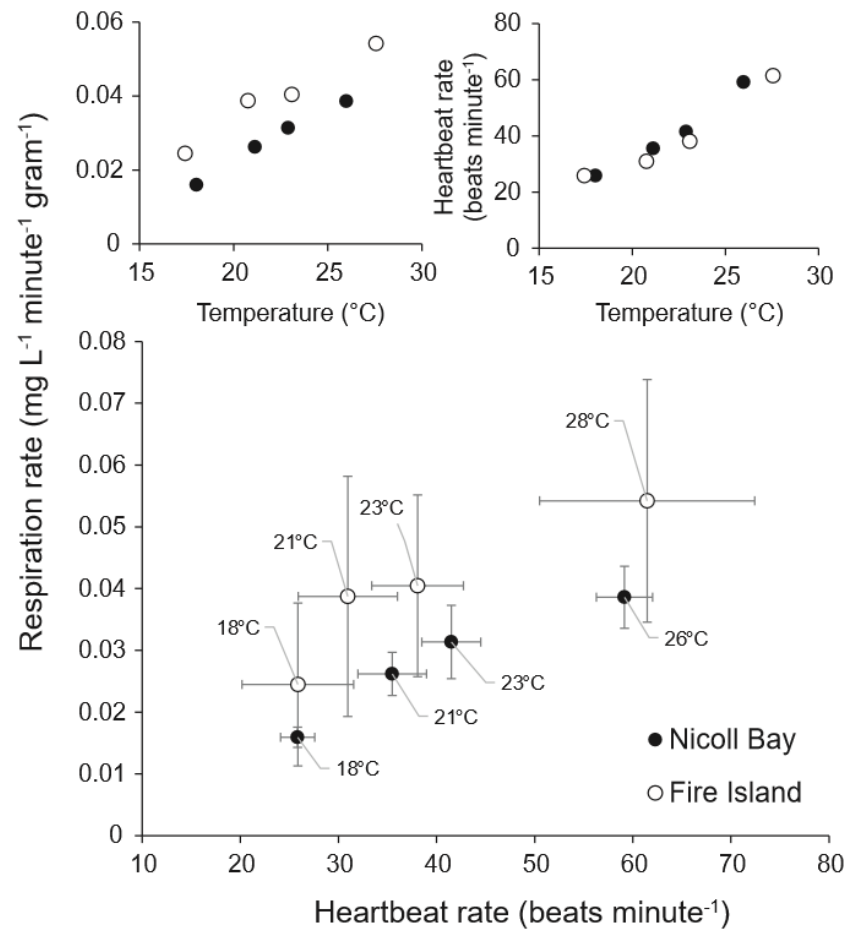 0.06
0.04
0.02
0
15 20 25 30
Temperature (°C)
Heartbeat rate
(beats minute⁻¹)
80
60
40
20
0
15 20 25 30
Temperature (°C)
Respiration rate (mg L⁻¹ minute⁻¹ gram⁻¹)
0.08
0.07
0.06
0.05
0.04
0.03
0.02
0.01
0
28°C
23°C
21°C
18°C
26°C
23°C
21°C
18°C
Nicoll Bay
Fire Island
10 20 30 40 50 60 70 80
Heartbeat rate (beats minute⁻¹)